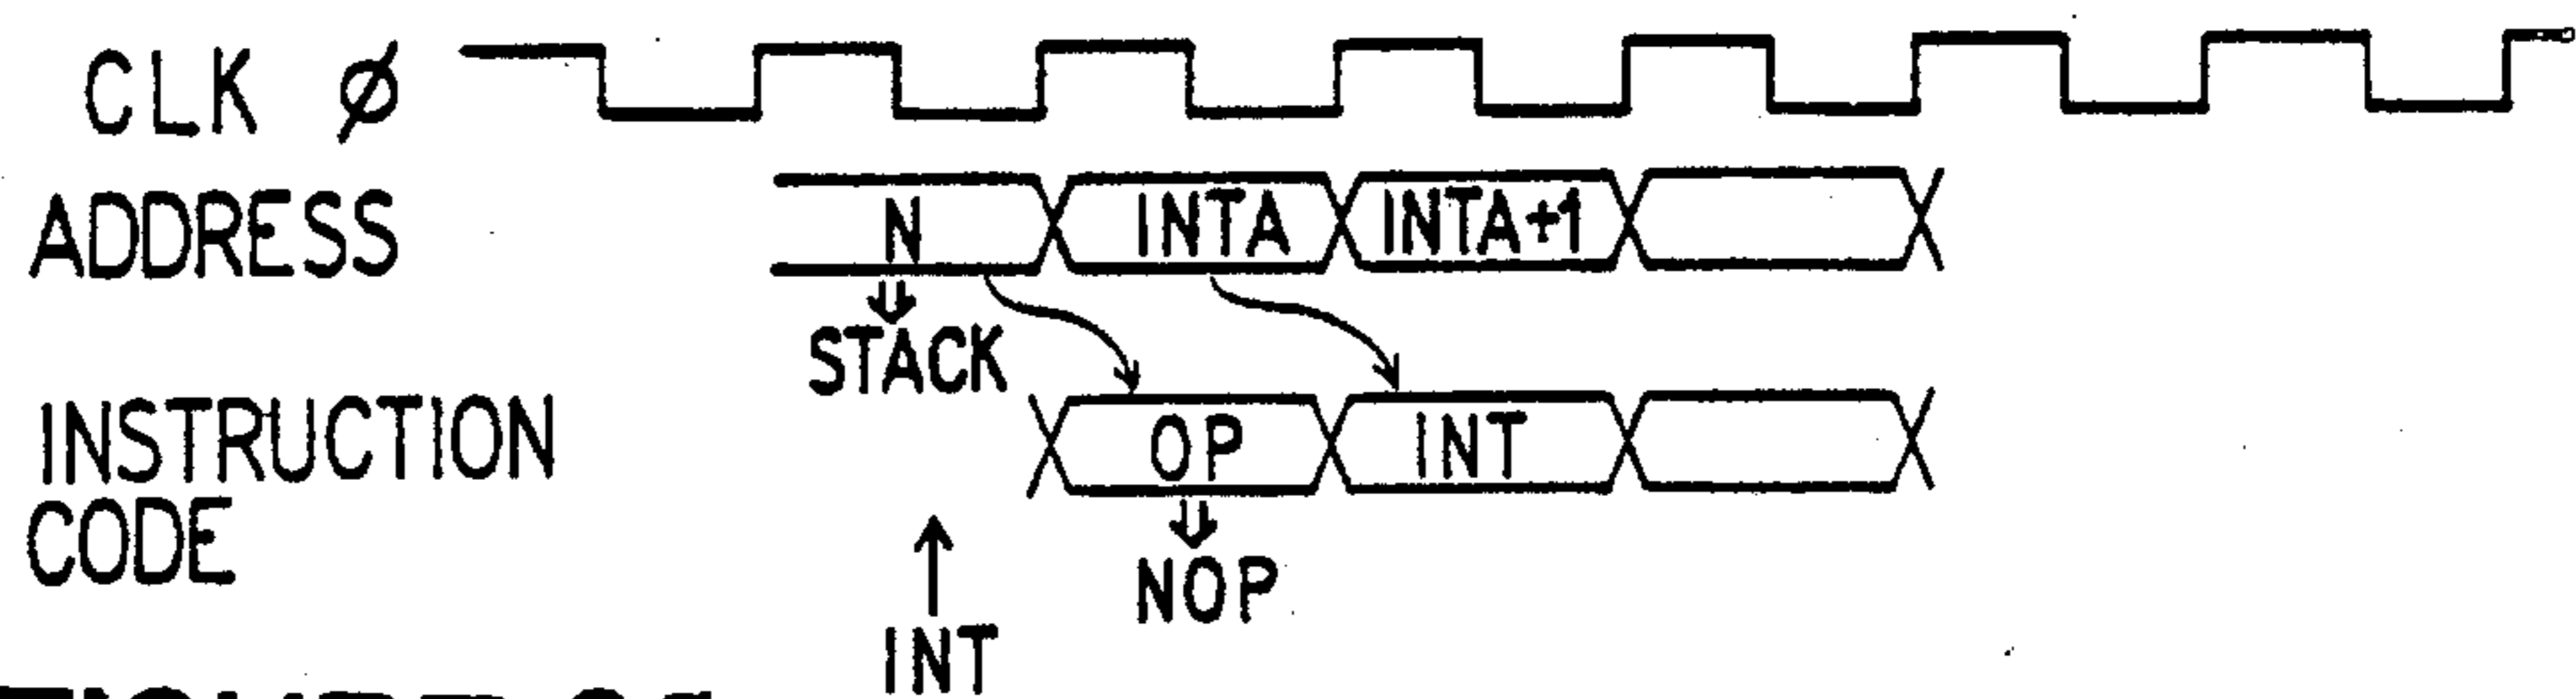 CLK Ø
ADDRESS N INTA INTA+1
STACK
INSTRUCTION CODE OP INT
NOP
INT